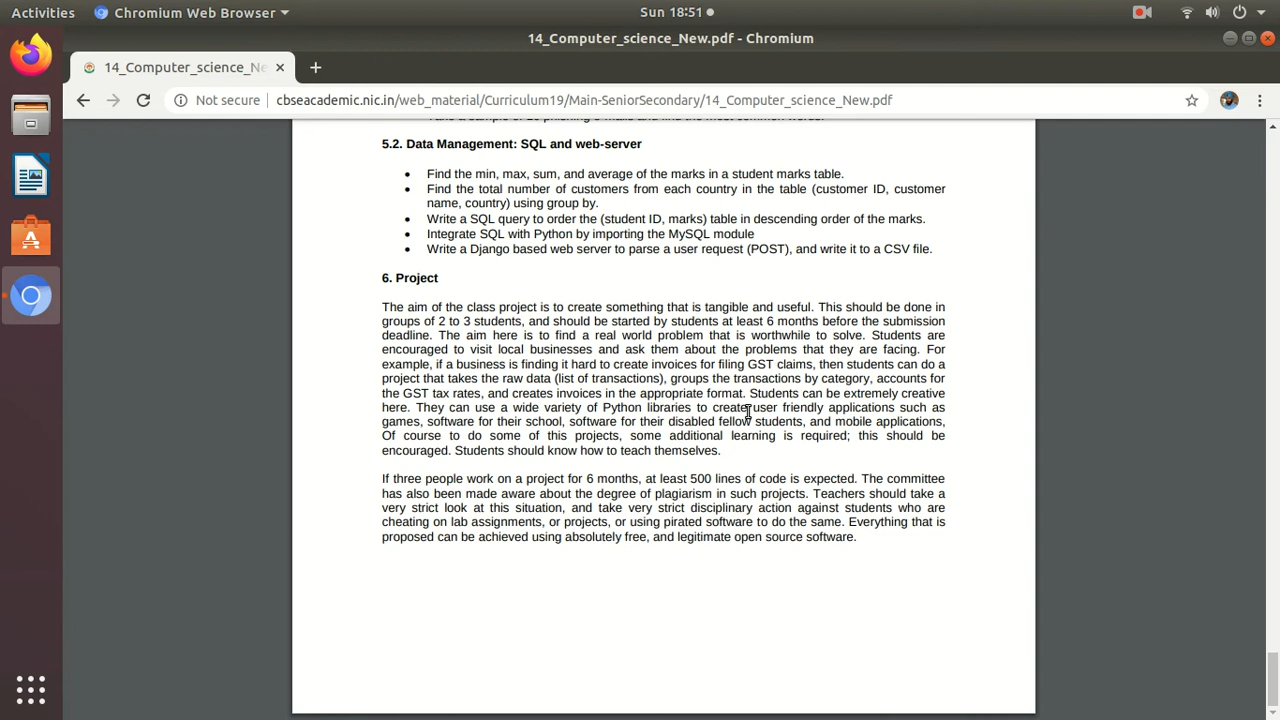 Activities
Chromium Web Browser
Sun 18:51
14_Computer_science_New.pdf - Chromium
14_Computer_science_Ne
Not secure
cbseacademic.nic.in/web_material/Curriculum19/Main-SeniorSecondary/14_Computer_science_New.pdf
5.2. Data Management: SQL and web-server
• Find the min, max, sum, and average of the marks in a student marks table.
• Find the total number of customers from each country in the table (customer ID, customer
name, country) using group by.
• Write a SQL query to order the (student ID, marks) table in descending order of the marks.
• Integrate SQL with Python by importing the MySQL module
• Write a Django based web server to parse a user request (POST), and write it to a CSV file.
6. Project
The aim of the class project is to create something that is tangible and useful. This should be done in
groups of 2 to 3 students, and should be started by students at least 6 months before the submission
deadline. The aim here is to find a real world problem that is worthwhile to solve. Students are
encouraged to visit local businesses and ask them about the problems that they are facing. For
example, if a business is finding it hard to create invoices for filing GST claims, then students can do a
project that takes the raw data (list of transactions), groups the transactions by category, accounts for
the GST tax rates, and creates invoices in the appropriate format. Students can be extremely creative
here. They can use a wide variety of Python libraries to create user friendly applications such as
games, software for their school, software for their disabled fellow students, and mobile applications,
Of course to do some of this projects, some additional learning is required; this should be
encouraged. Students should know how to teach themselves.
If three people work on a project for 6 months, at least 500 lines of code is expected. The committee
has also been made aware about the degree of plagiarism in such projects. Teachers should take a
very strict look at this situation, and take very strict disciplinary action against students who are
cheating on lab assignments, or projects, or using pirated software to do the same. Everything that is
proposed can be achieved using absolutely free, and legitimate open source software.